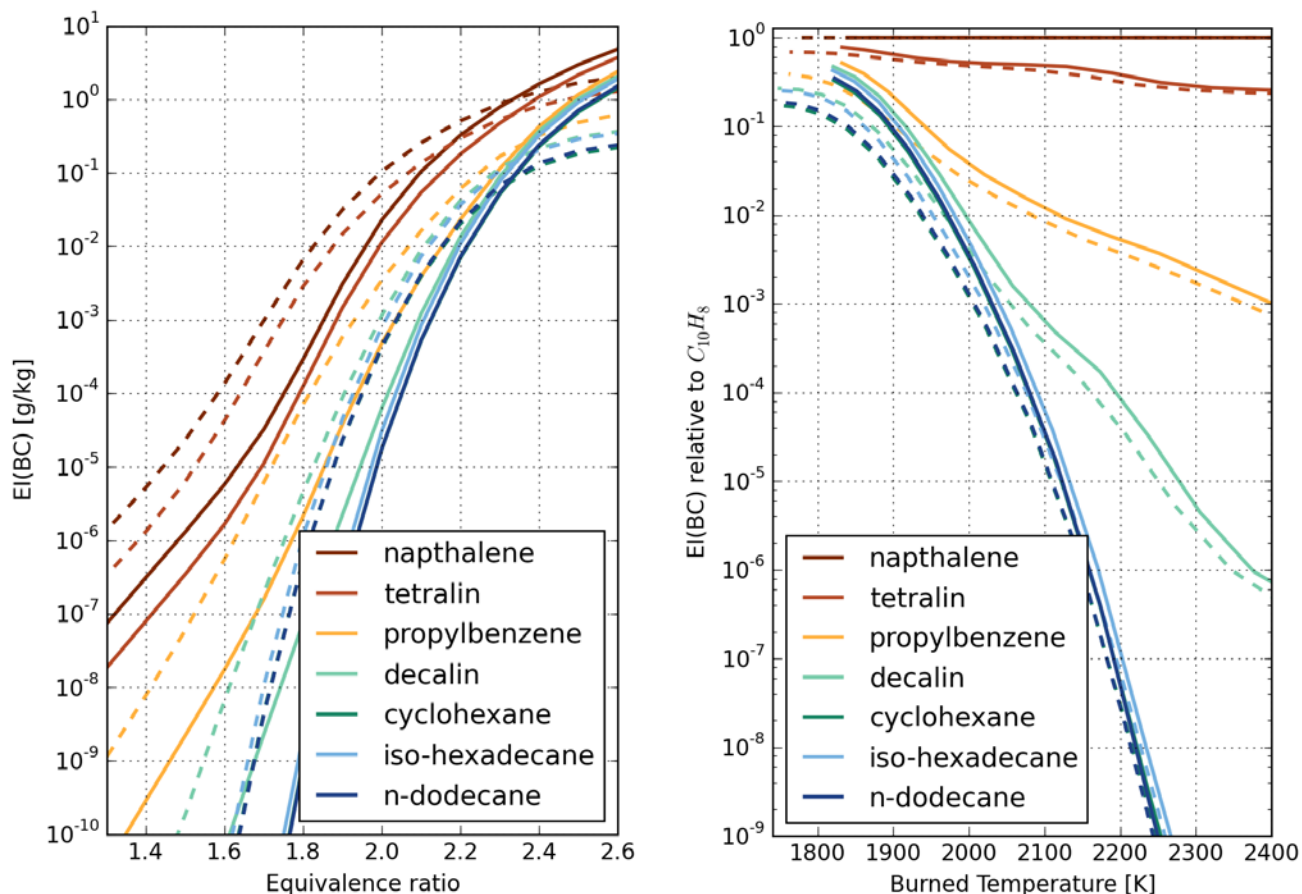 EI(BC) [g/kg]
10^1
10^0
10^-1
10^-2
10^-3
10^-4
10^-5
10^-6
10^-7
10^-8
10^-9
10^-10
napthalene
tetralin
propylbenzene
decalin
cyclohexane
iso-hexadecane
n-dodecane
1.4 1.6 1.8 2.0 2.2 2.4 2.6
Equivalence ratio
EI(BC) relative to C10H8
10^0
10^-1
10^-2
10^-3
10^-4
10^-5
10^-6
10^-7
10^-8
10^-9
napthalene
tetralin
propylbenzene
decalin
cyclohexane
iso-hexadecane
n-dodecane
1800 1900 2000 2100 2200 2300 2400
Burned Temperature [K]